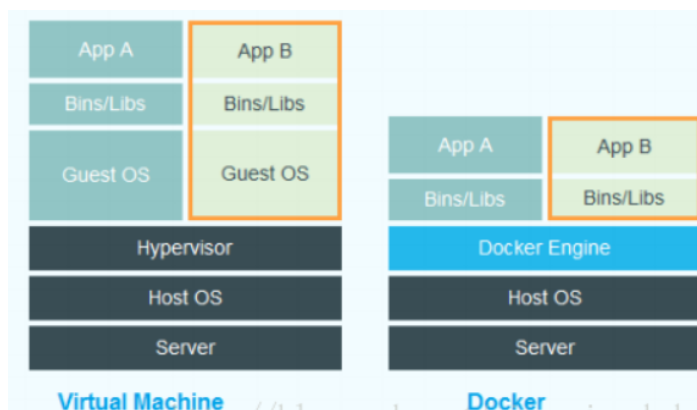 App A
App B
Bins/Libs
Bins/Libs
Guest OS
Guest OS
Hypervisor
Host OS
Server
Virtual Machine
App A
App B
Bins/Libs
Bins/Libs
Docker Engine
Host OS
Server
Docker